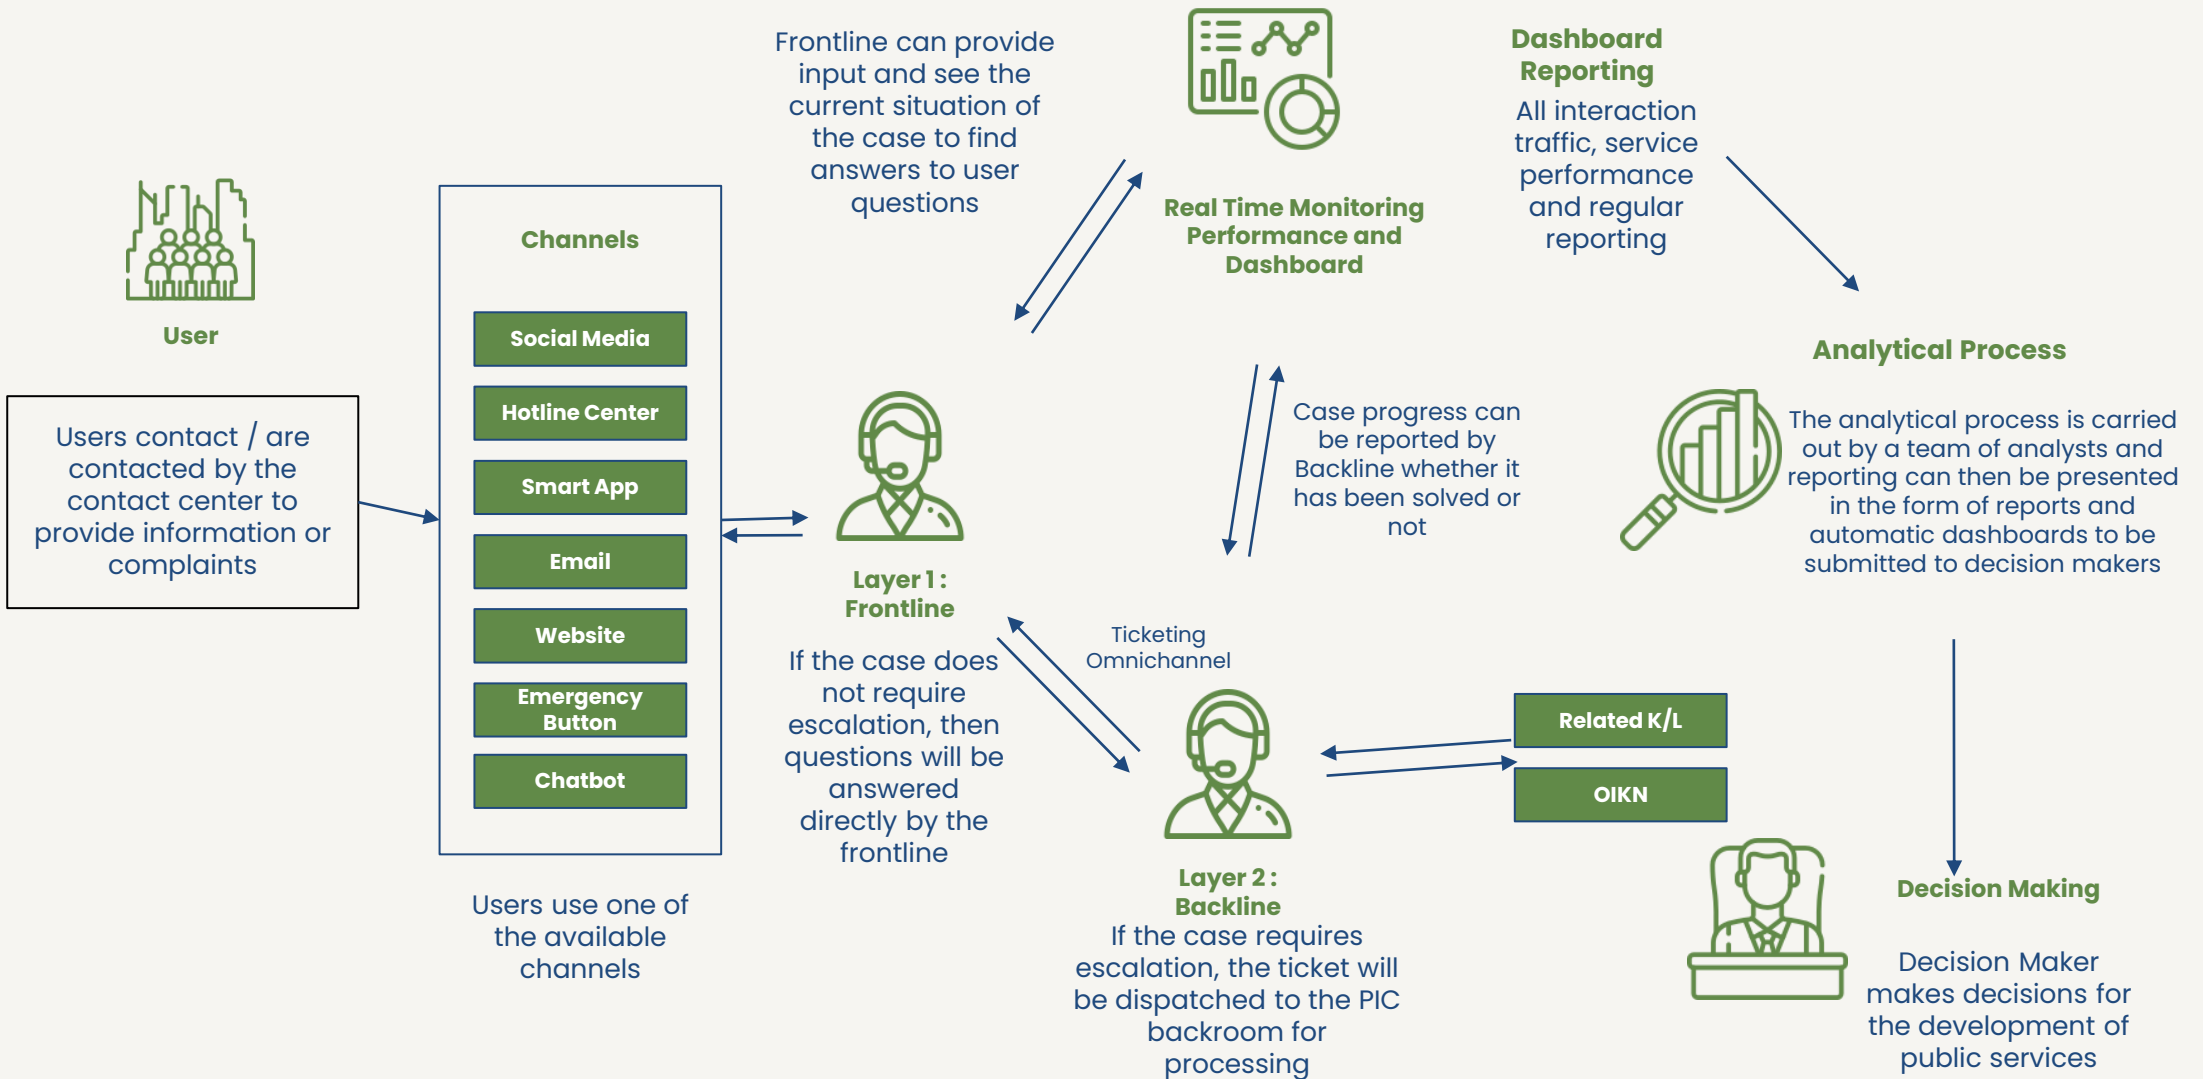 User
Users contact / are
contacted by the
contact center to
provide information or
complaints
Channels
Social Media
Hotline Center
Smart App
Email
Website
Emergency
Button
Chatbot
Users use one of
the available
channels
Frontline can provide
input and see the
current situation of
the case to find
answers to user
questions
Layer 1 :
Frontline
If the case does
not require
escalation, then
questions will be
answered
directly by the
frontline
Real Time Monitoring
Performance and
Dashboard
Case progress can
be reported by
Backline whether it
has been solved or
not
Ticketing
Omnichannel
Layer 2 :
Backline
If the case requires
escalation, the ticket will
be dispatched to the PIC
backroom for
processing
Related K/L
OIKN
Dashboard
Reporting
All interaction
traffic, service
performance
and regular
reporting
Analytical Process
The analytical process is carried
out by a team of analysts and
reporting can then be presented
in the form of reports and
automatic dashboards to be
submitted to decision makers
Decision Making
Decision Maker
makes decisions for
the development of
public services